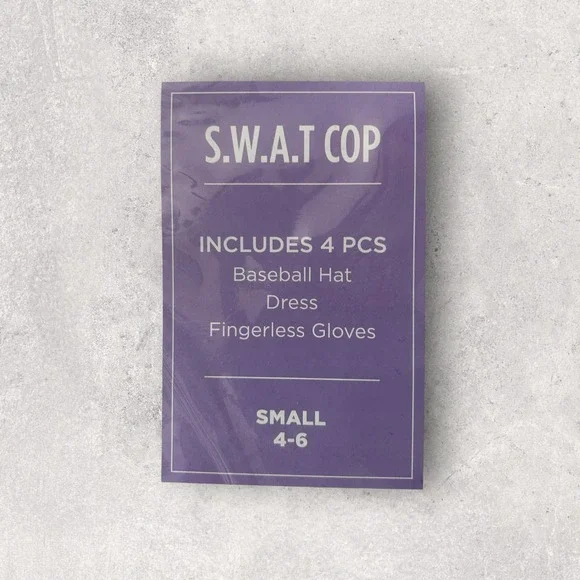 S.W.A.T COP
INCLUDES 4 PCS
Baseball Hat
Dress
Fingerless Gloves
SMALL
4-6